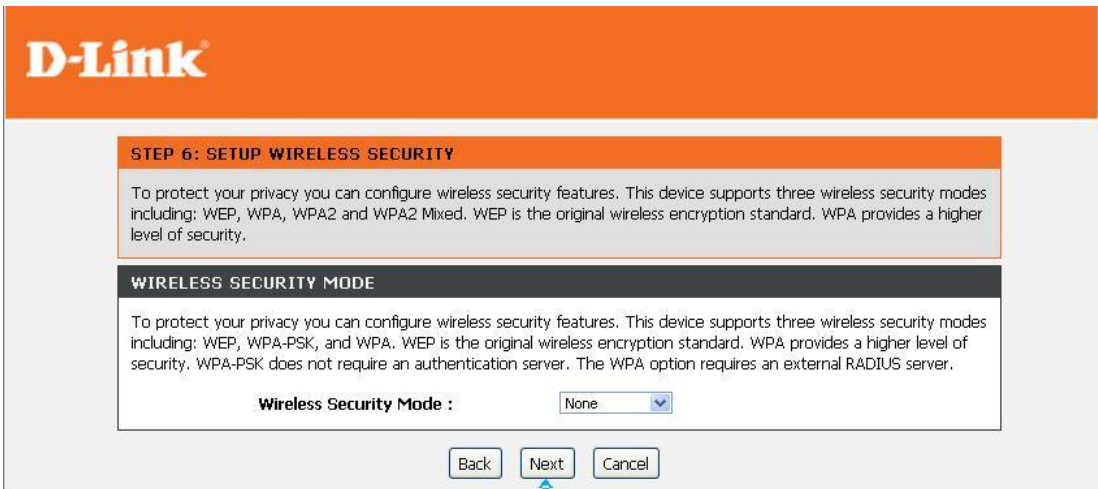 D-Link
STEP 6: SETUP WIRELESS SECURITY
To protect your privacy you can configure wireless security features. This device supports three wireless security modes
including: WEP, WPA, WPA2 and WPA2 Mixed. WEP is the original wireless encryption standard. WPA provides a higher
level of security.
WIRELESS SECURITY MODE
To protect your privacy you can configure wireless security features. This device supports three wireless security modes
including: WEP, WPA-PSK, and WPA. WEP is the original wireless encryption standard. WPA provides a higher level of
security. WPA-PSK does not require an authentication server. The WPA option requires an external RADIUS server.
Wireless Security Mode : None
Back Next Cancel